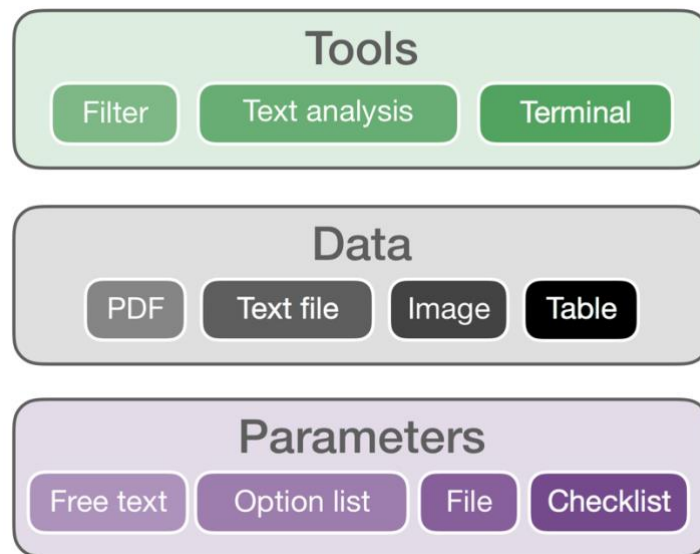 Tools
Filter Text analysis Terminal
Data
PDF Text file Image Table
Parameters
Free text Option list File Checklist